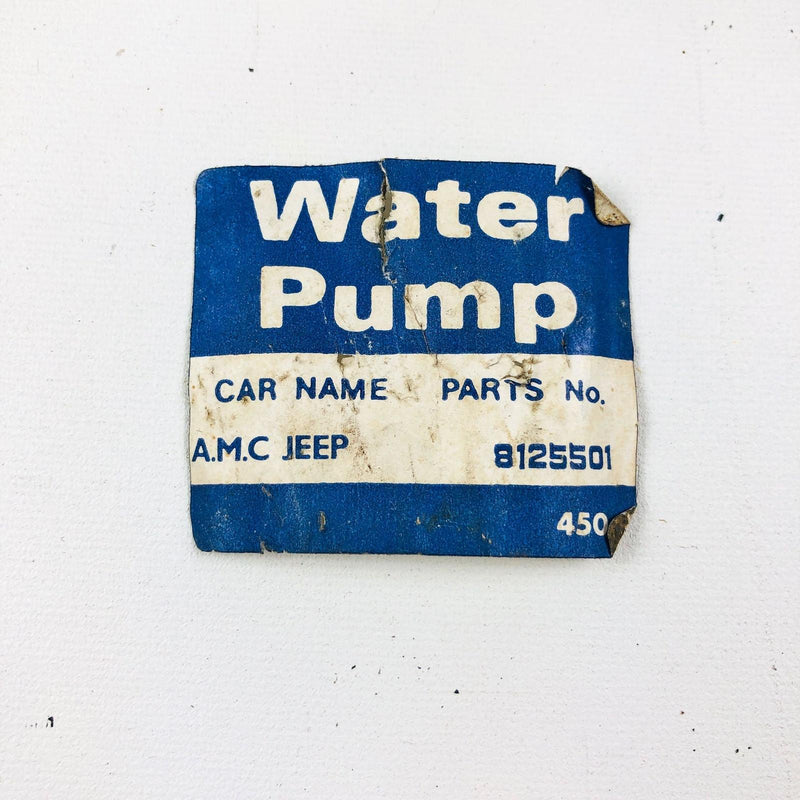 Water
Pump
CAR NAME PARTS No.
A.M.C JEEP 8125501
450